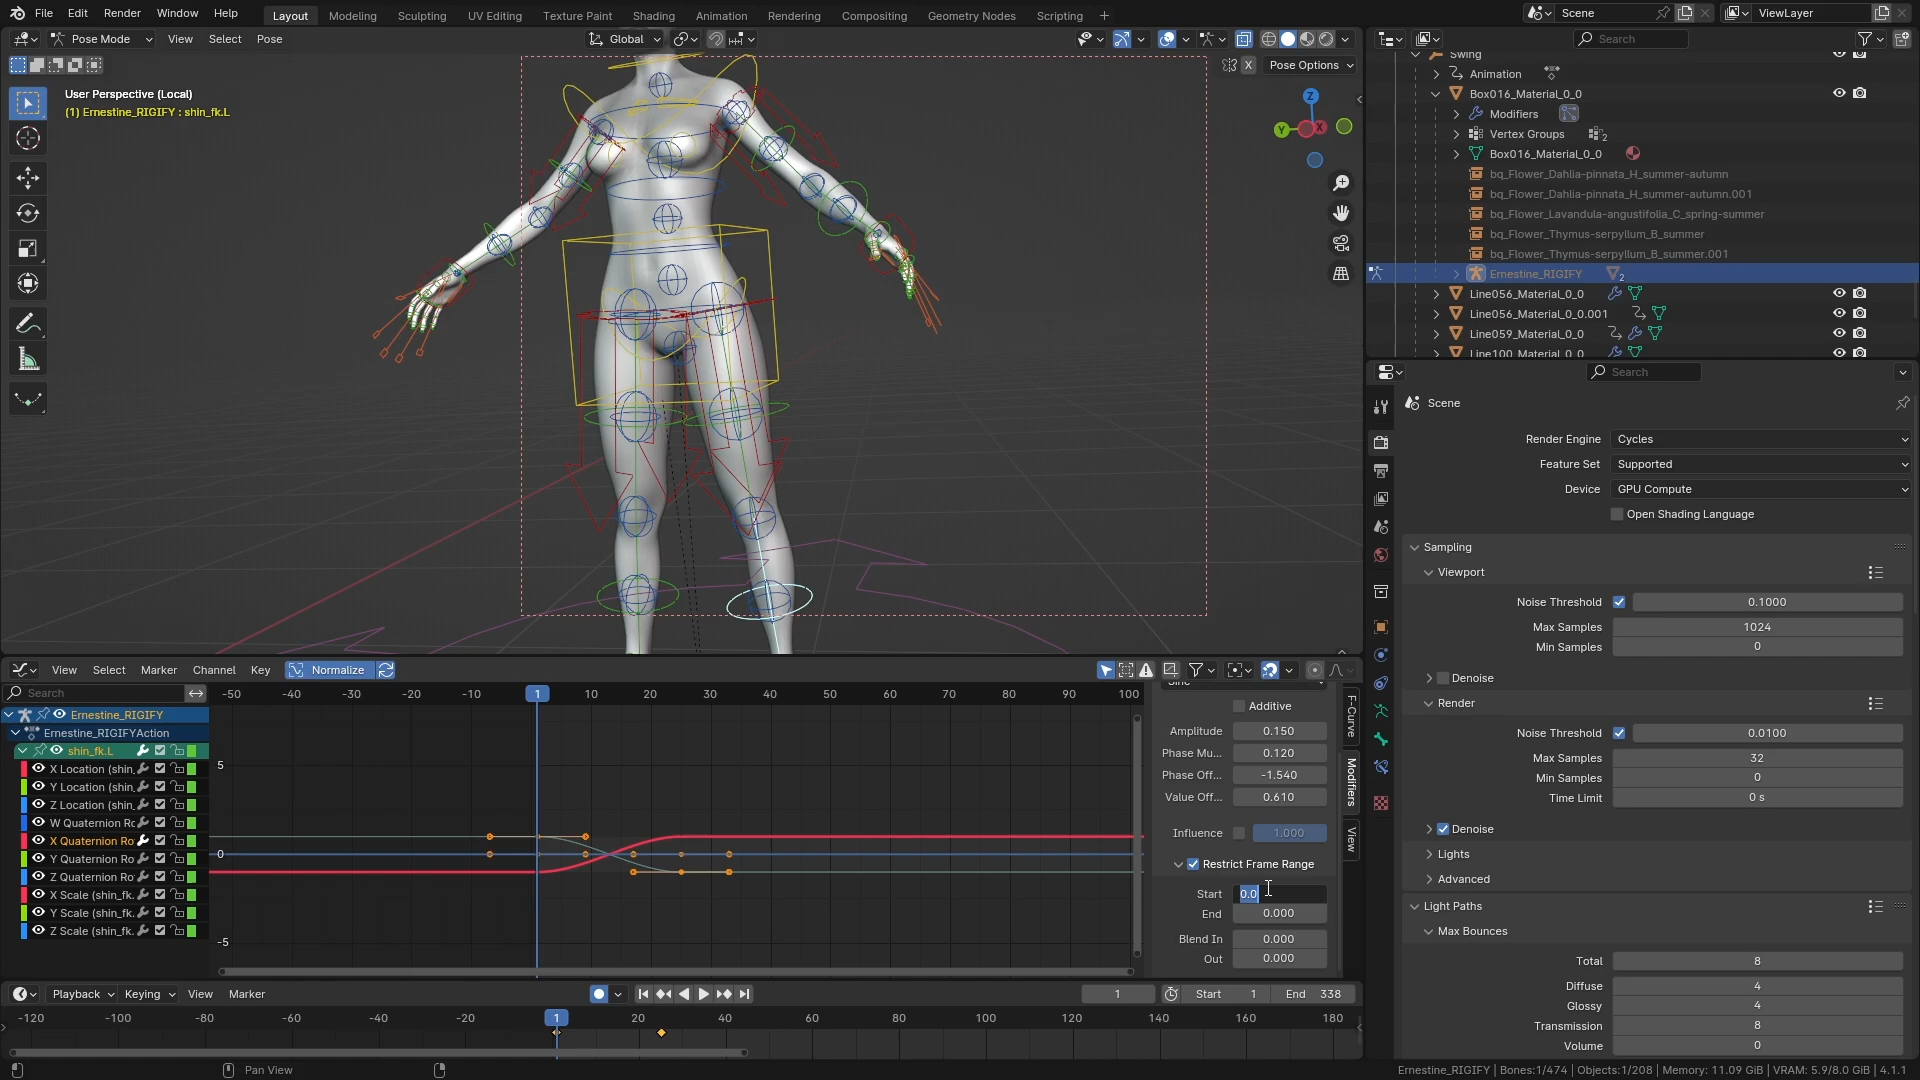 File Edit Render Window Help Layout Modeling Sculpting UV Editing Texture Paint Shading Animation Rendering Compositing Geometry Nodes Scripting + Scene ViewLayer
Pose Mode View Select Pose Global Search
X Pose Options
User Perspective (Local)
(1) Ernestine_RIGIFY : shin_fk.L
Z
Y
X
Swing
Animation
Box016_Material_0_0
Modifiers
Vertex Groups 2
Box016_Material_0_0
bq_Flower_Dahlia-pinnata_H_summer-autumn
bq_Flower_Dahlia-pinnata_H_summer-autumn.001
bq_Flower_Lavandula-angustifolia_C_spring-summer
bq_Flower_Thymus-serpyllum_B_summer
bq_Flower_Thymus-serpyllum_B_summer.001
Ernestine_RIGIFY 2
Line056_Material_0_0
Line056_Material_0_0.001
Line059_Material_0_0
Line100_Material_0_0
Search
Scene
Render Engine Cycles
Feature Set Supported
Device GPU Compute
Open Shading Language
Sampling
Viewport
Noise Threshold 0.1000
Max Samples 1024
Min Samples 0
Denoise
Render
Noise Threshold 0.0100
Max Samples 32
Min Samples 0
Time Limit 0 s
Denoise
Lights
Advanced
Light Paths
Max Bounces
Total 8
Diffuse 4
Glossy 4
Transmission 8
Volume 0
View Select Marker Channel Key Normalize
Search
-50 -40 -30 -20 -10 1 10 20 30 40 50 60 70 80 90 100
Ernestine_RIGIFY
Ernestine_RIGIFYAction
shin_fk.L
X Location (shin_
Y Location (shin_
Z Location (shin_
W Quaternion Ro
X Quaternion Ro
Y Quaternion Ro
Z Quaternion Ro
X Scale (shin_fk.
Y Scale (shin_fk.
Z Scale (shin_fk.
5
0
-5
Sine
Additive
Amplitude 0.150
Phase Mu... 0.120
Phase Off... -1.540
Value Off... 0.610
Influence 1.000
Restrict Frame Range
Start 0.0
End 0.000
Blend In 0.000
Out 0.000
F-Curve
Modifiers
View
Playback Keying View Marker 1 Start 1 End 338
-120 -100 -80 -60 -40 -20 1 20 40 60 80 100 120 140 160 180
Pan View
Ernestine_RIGIFY | Bones:1/474 | Objects:1/208 | Memory: 11.09 GiB | VRAM: 5.9/8.0 GiB | 4.1.1